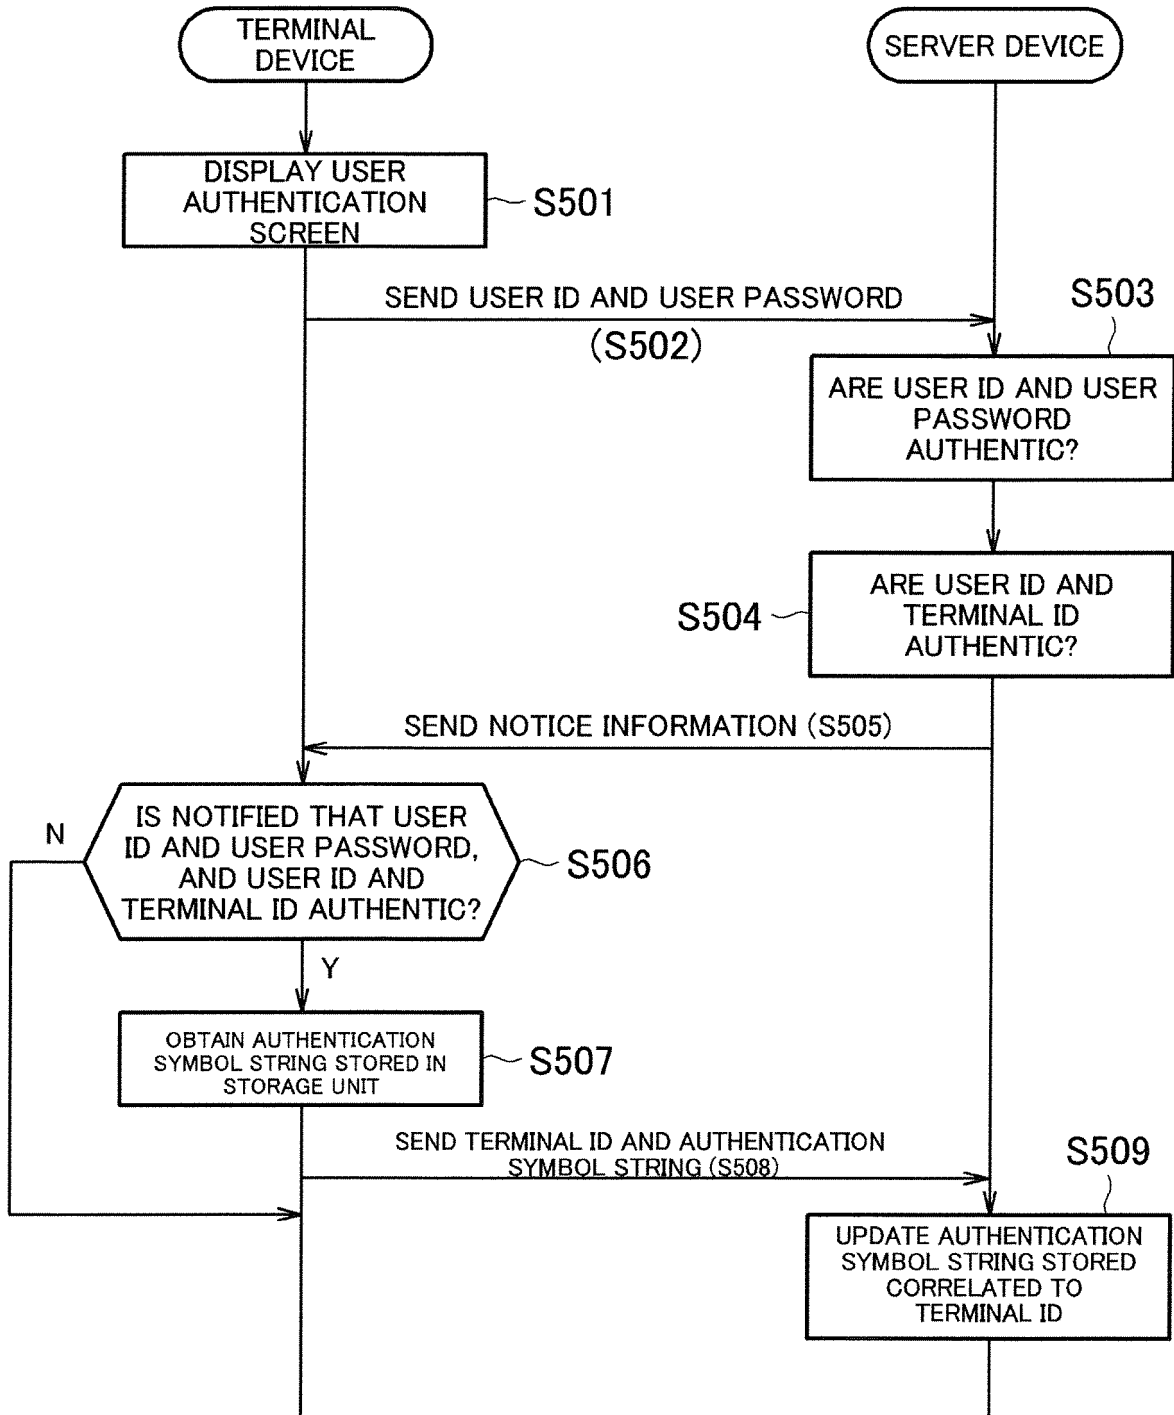 TERMINAL
DEVICE
SERVER DEVICE
DISPLAY USER
AUTHENTICATION
SCREEN
S501
SEND USER ID AND USER PASSWORD
(S502)
S503
ARE USER ID AND USER
PASSWORD
AUTHENTIC?
S504
ARE USER ID AND
TERMINAL ID
AUTHENTIC?
SEND NOTICE INFORMATION (S505)
N
IS NOTIFIED THAT USER
ID AND USER PASSWORD,
AND USER ID AND
TERMINAL ID AUTHENTIC?
S506
Y
OBTAIN AUTHENTICATION
SYMBOL STRING STORED IN
STORAGE UNIT
S507
SEND TERMINAL ID AND AUTHENTICATION
SYMBOL STRING (S508)
S509
UPDATE AUTHENTICATION
SYMBOL STRING STORED
CORRELATED TO
TERMINAL ID